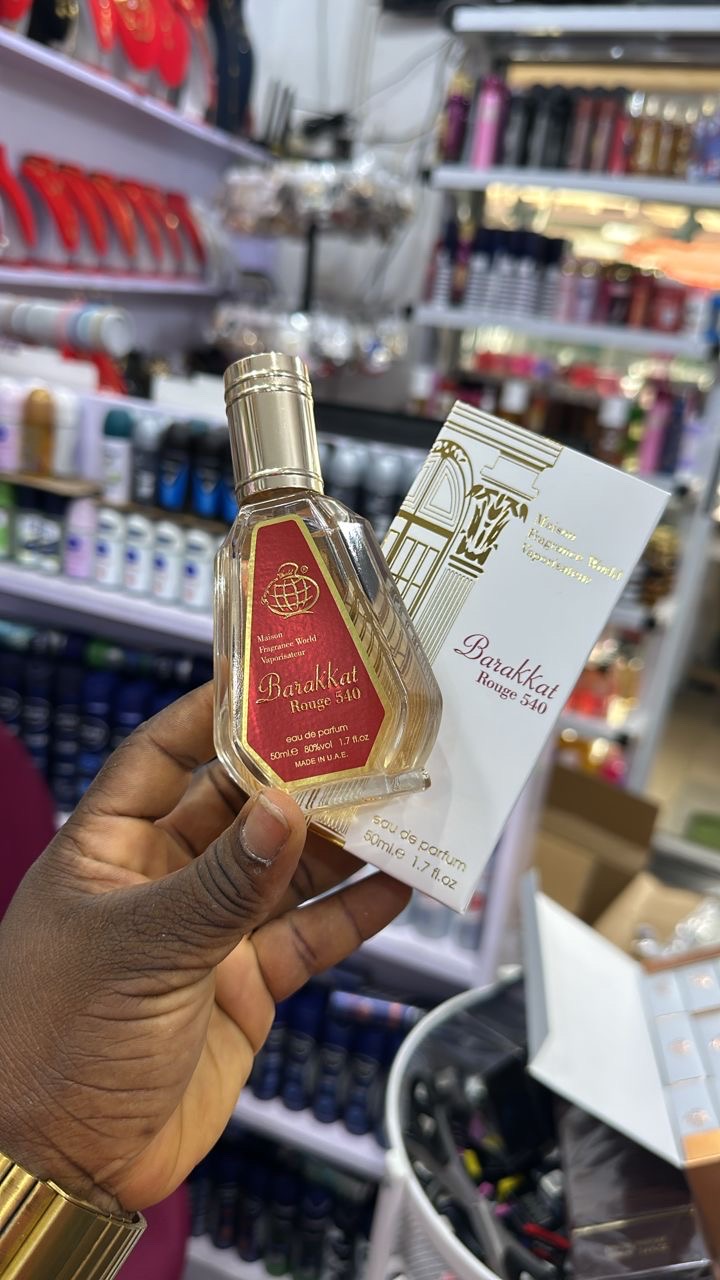 Maison
Fragrance World
Vaporisateur
Barakkat
Rouge 540
eau de parfum
50ml.e 80%vol 1.7 fl.oz
MADE IN U.A.E.
Maison
Fragrance World
Vaporisateur
Barakkat
Rouge 540
eau de parfum
50ml.e 1.7 fl.oz